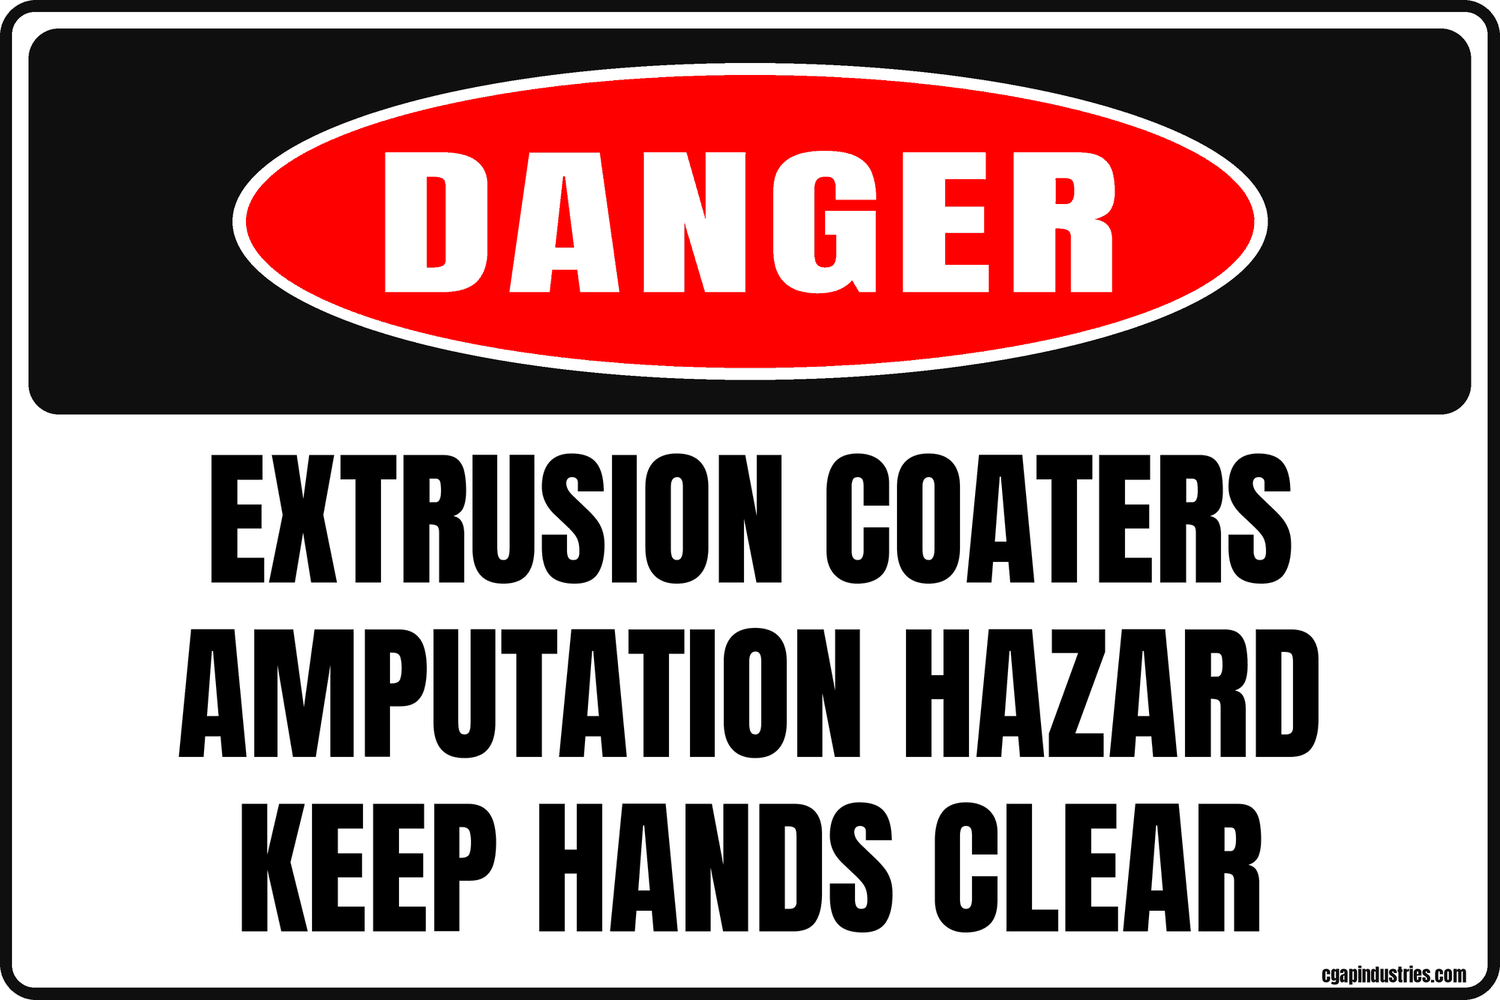 DANGER
EXTRUSION COATERS
AMPUTATION HAZARD
KEEP HANDS CLEAR
cgapindustries.com